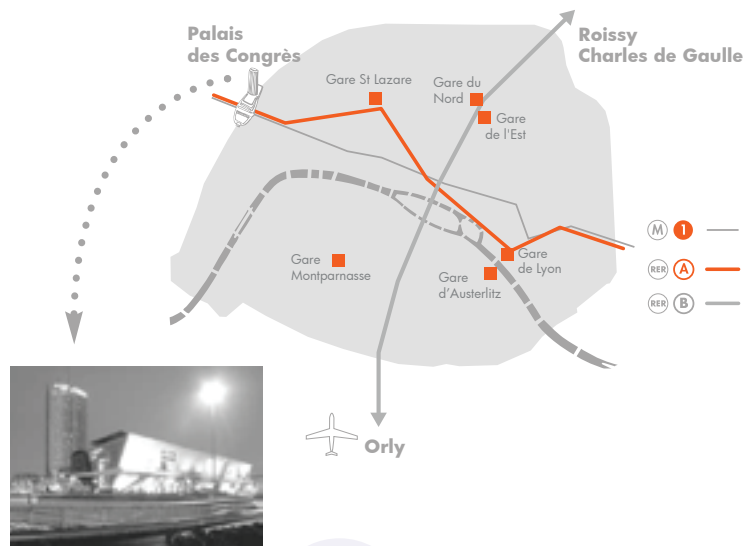 Palais
des Congrès
Roissy
Charles de Gaulle
Gare St Lazare
Gare du
Nord
Gare
de l'Est
M 1
Gare
Montparnasse
Gare
de Lyon
RER A
Gare
d'Austerlitz
RER B
Orly